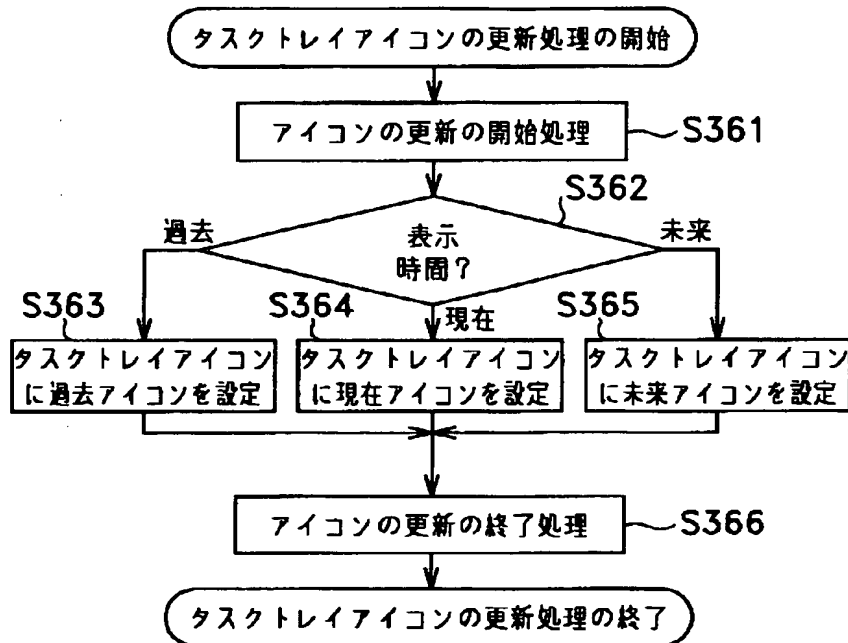 タスクトレイアイコンの更新処理の開始
アイコンの更新の開始処理
S361
S362
過去
表示
時間?
未来
現在
S363
S364
S365
タスクトレイアイコン
に過去アイコンを設定
タスクトレイアイコン
に現在アイコンを設定
タスクトレイアイコン
に未来アイコンを設定
アイコンの更新の終了処理
S366
タスクトレイアイコンの更新処理の終了